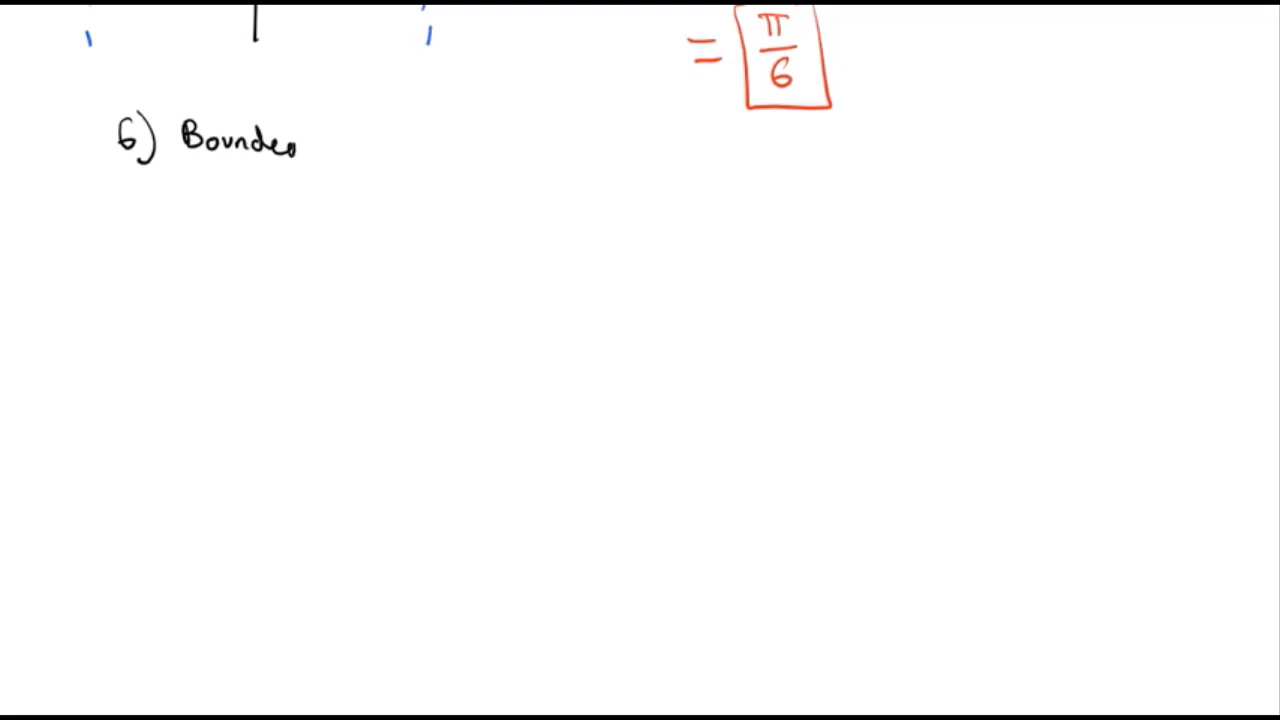 = π/6
6) Bounded